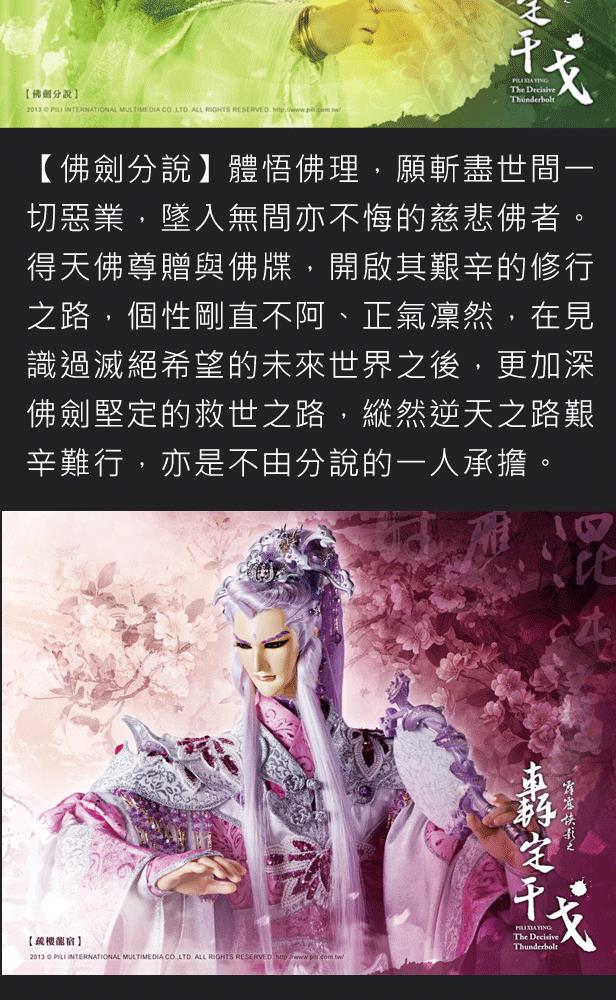 定
干
戈
PILI XIA YING:
The Decisive
Thunderbolt
【佛劍分說】
2013 © PILI INTERNATIONAL MULTIMEDIA CO.,LTD. ALL RIGHTS RESERVED. http://www.pili.com.tw/
【佛劍分說】體悟佛理，願斬盡世間一
切惡業，墜入無間亦不悔的慈悲佛者。
得天佛尊贈與佛牒，開啟其艱辛的修行
之路，個性剛直不阿、正氣凜然，在見
識過滅絕希望的未來世界之後，更加深
佛劍堅定的救世之路，縱然逆天之路艱
辛難行，亦是不由分說的一人承擔。
混沌
應
霹靂俠影之
轟定干戈
PILI XIA YING:
The Decisive
Thunderbolt
【疏樓龍宿】
2013 © PILI INTERNATIONAL MULTIMEDIA CO.,LTD. ALL RIGHTS RESERVED. http://www.pili.com.tw/